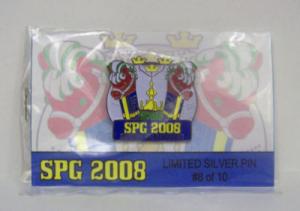 SPG 2008
SPG 2008
LIMITED SILVER PIN
#8 of 10